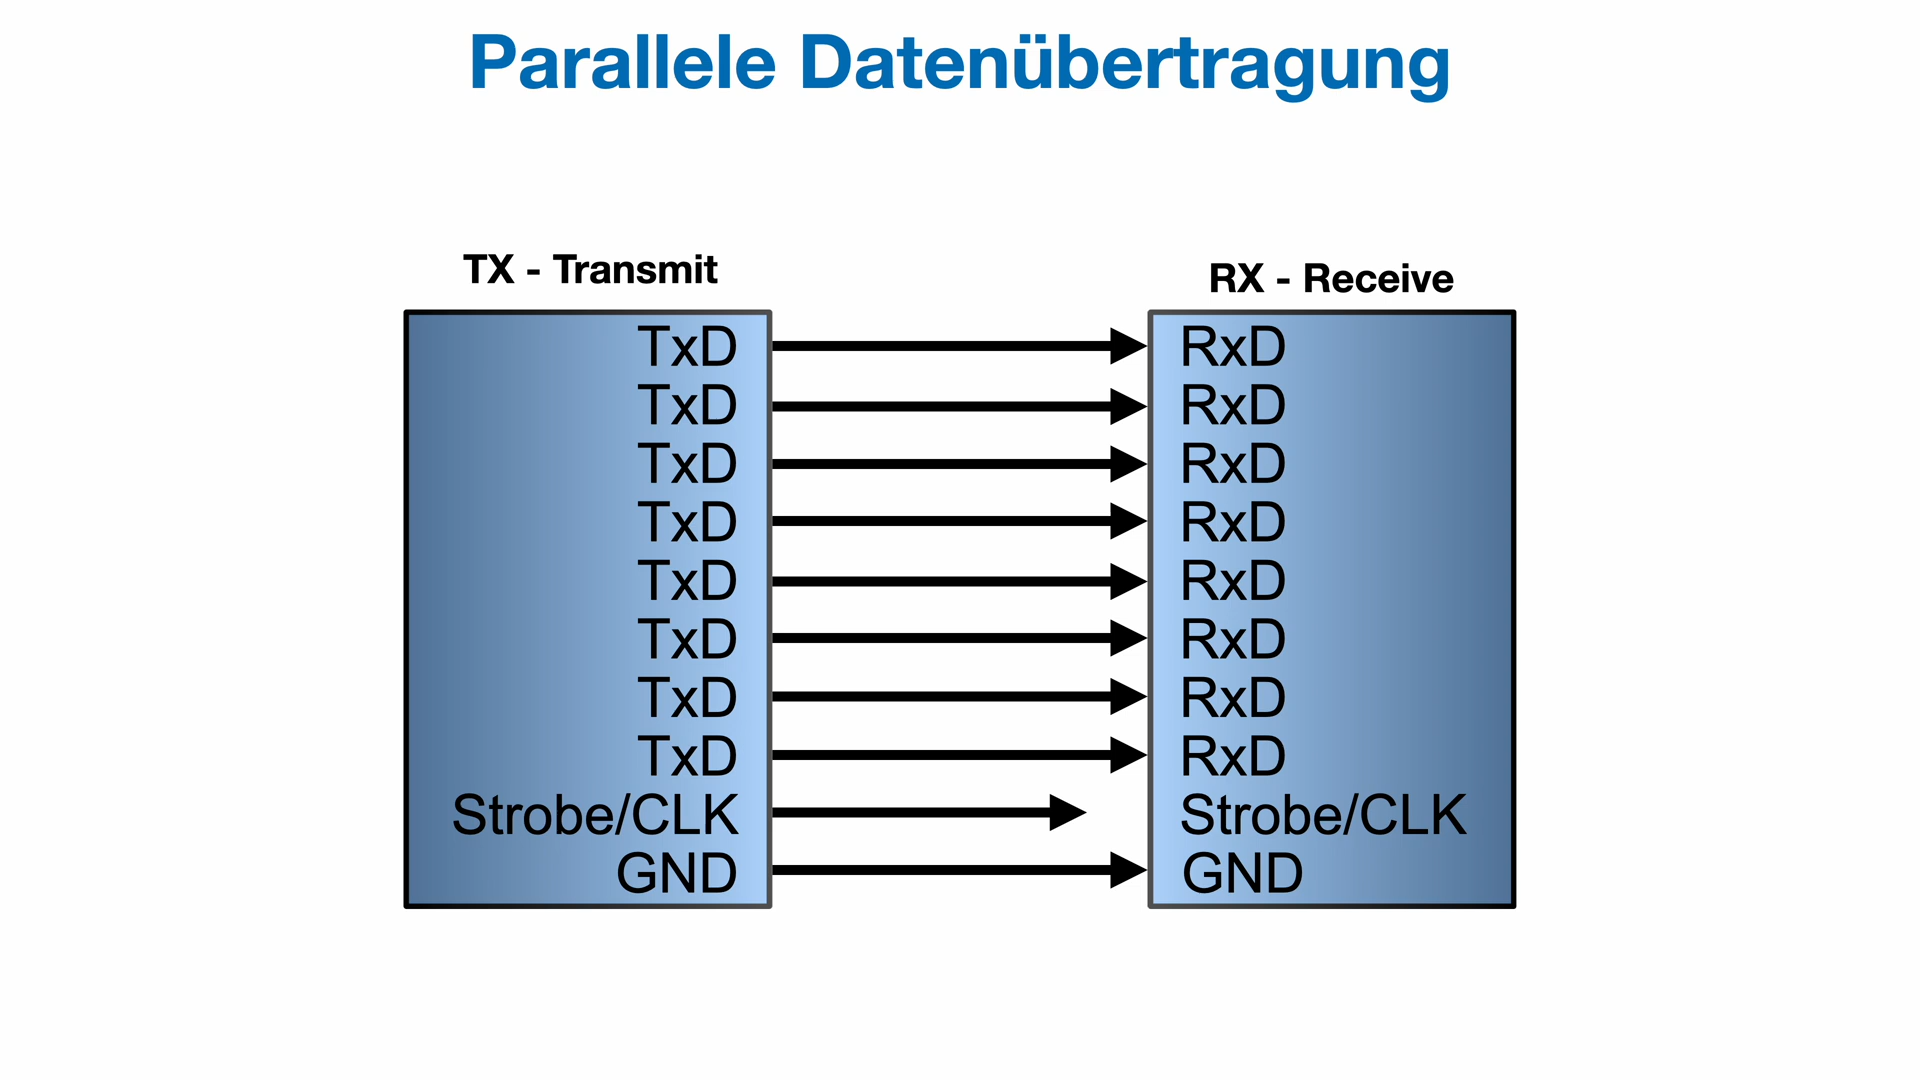 Parallele Datenübertragung
TX - Transmit
RX - Receive
TxD
TxD
TxD
TxD
TxD
TxD
TxD
TxD
Strobe/CLK
GND
RxD
RxD
RxD
RxD
RxD
RxD
RxD
RxD
Strobe/CLK
GND